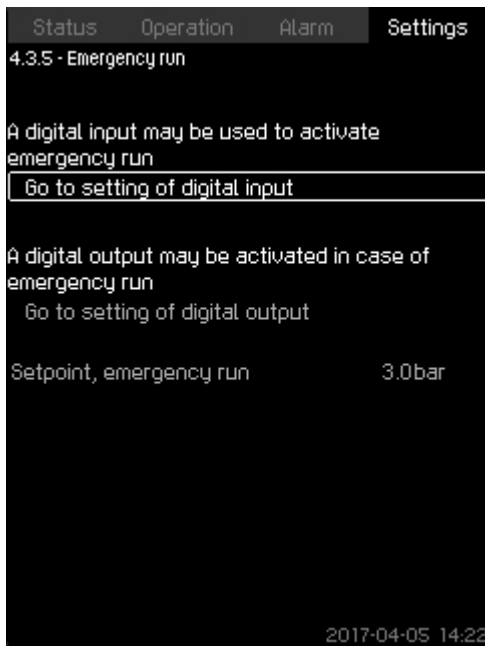 Status Operation Alarm Settings
4.3.5 - Emergency run
A digital input may be used to activate
emergency run
Go to setting of digital input
A digital output may be activated in case of
emergency run
Go to setting of digital output
Setpoint, emergency run 3.0bar
2017-04-05 14:22